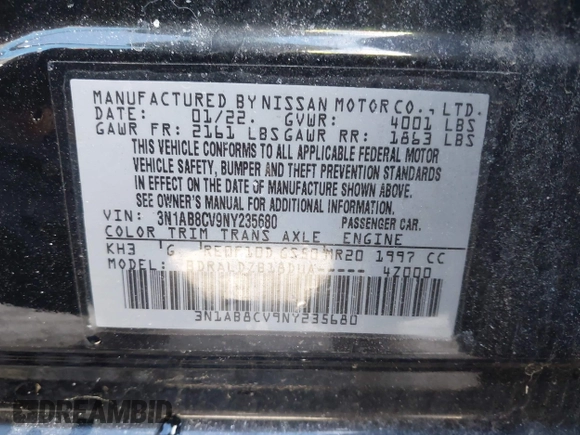 MANUFACTURED BY NISSAN MOTOR CO., LTD.
DATE: 01/22. GVWR: 4001 LBS
GAWR FR: 2161 LBS GAWR RR: 1863 LBS
THIS VEHICLE CONFORMS TO ALL APPLICABLE FEDERAL MOTOR
VEHICLE SAFETY, BUMPER AND THEFT PREVENTION STANDARDS
IN EFFECT ON THE DATE OF MANUFACTURE SHOWN ABOVE.
SEE OWNER'S MANUAL FOR ADDITIONAL INFORMATION.
VIN: 3N1AB8CV9NY235680 PASSENGER CAR.
COLOR TRIM TRANS AXLE ENGINE
KH3 G RE0F10D MR20 1997 CC
MODEL: 47000
3N1AB8CV9NY235680
DREAMBID